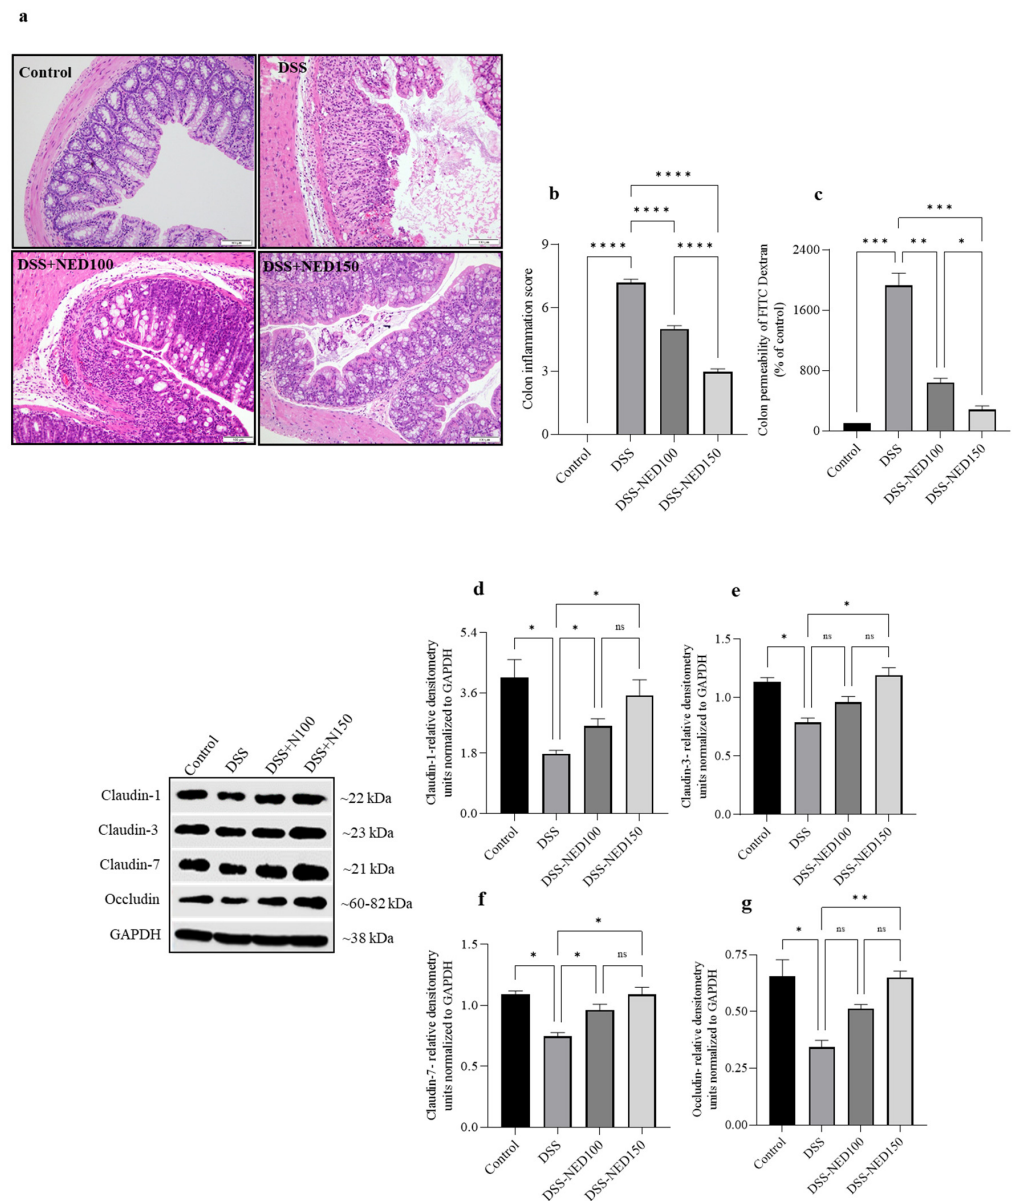 a
Control
DSS
DSS+NED100
DSS+NED150
b
Colon inflammation score
9
6
3
0
****
****
****
****
Control
DSS
DSS-NED100
DSS-NED150
c
Colon permeability of FITC Dextran
(% of control)
2400
1600
800
0
***
***
**
*
Control
DSS
DSS-NED100
DSS-NED150
Control
DSS
DSS+N100
DSS+N150
Claudin-1
~22 kDa
Claudin-3
~23 kDa
Claudin-7
~21 kDa
Occludin
~60-82 kDa
GAPDH
~38 kDa
d
Claudin-1-relative densitometry
units normalized to GAPDH
5.4
3.6
1.8
0.0
*
*
*
ns
Control
DSS
DSS-NED100
DSS-NED150
e
Claudin-3- relative densitometry
units normalized to GAPDH
1.5
1.0
0.5
0.0
*
*
ns
ns
Control
DSS
DSS-NED100
DSS-NED150
f
Claudin-7- relative densitometry
units normalized to GAPDH
1.5
1.0
0.5
0.0
*
*
*
ns
Control
DSS
DSS-NED100
DSS-NED150
g
Occludin- relative densitometry
units normalized to GAPDH
0.75
0.50
0.25
0.00
**
*
ns
ns
Control
DSS
DSS-NED100
DSS-NED150